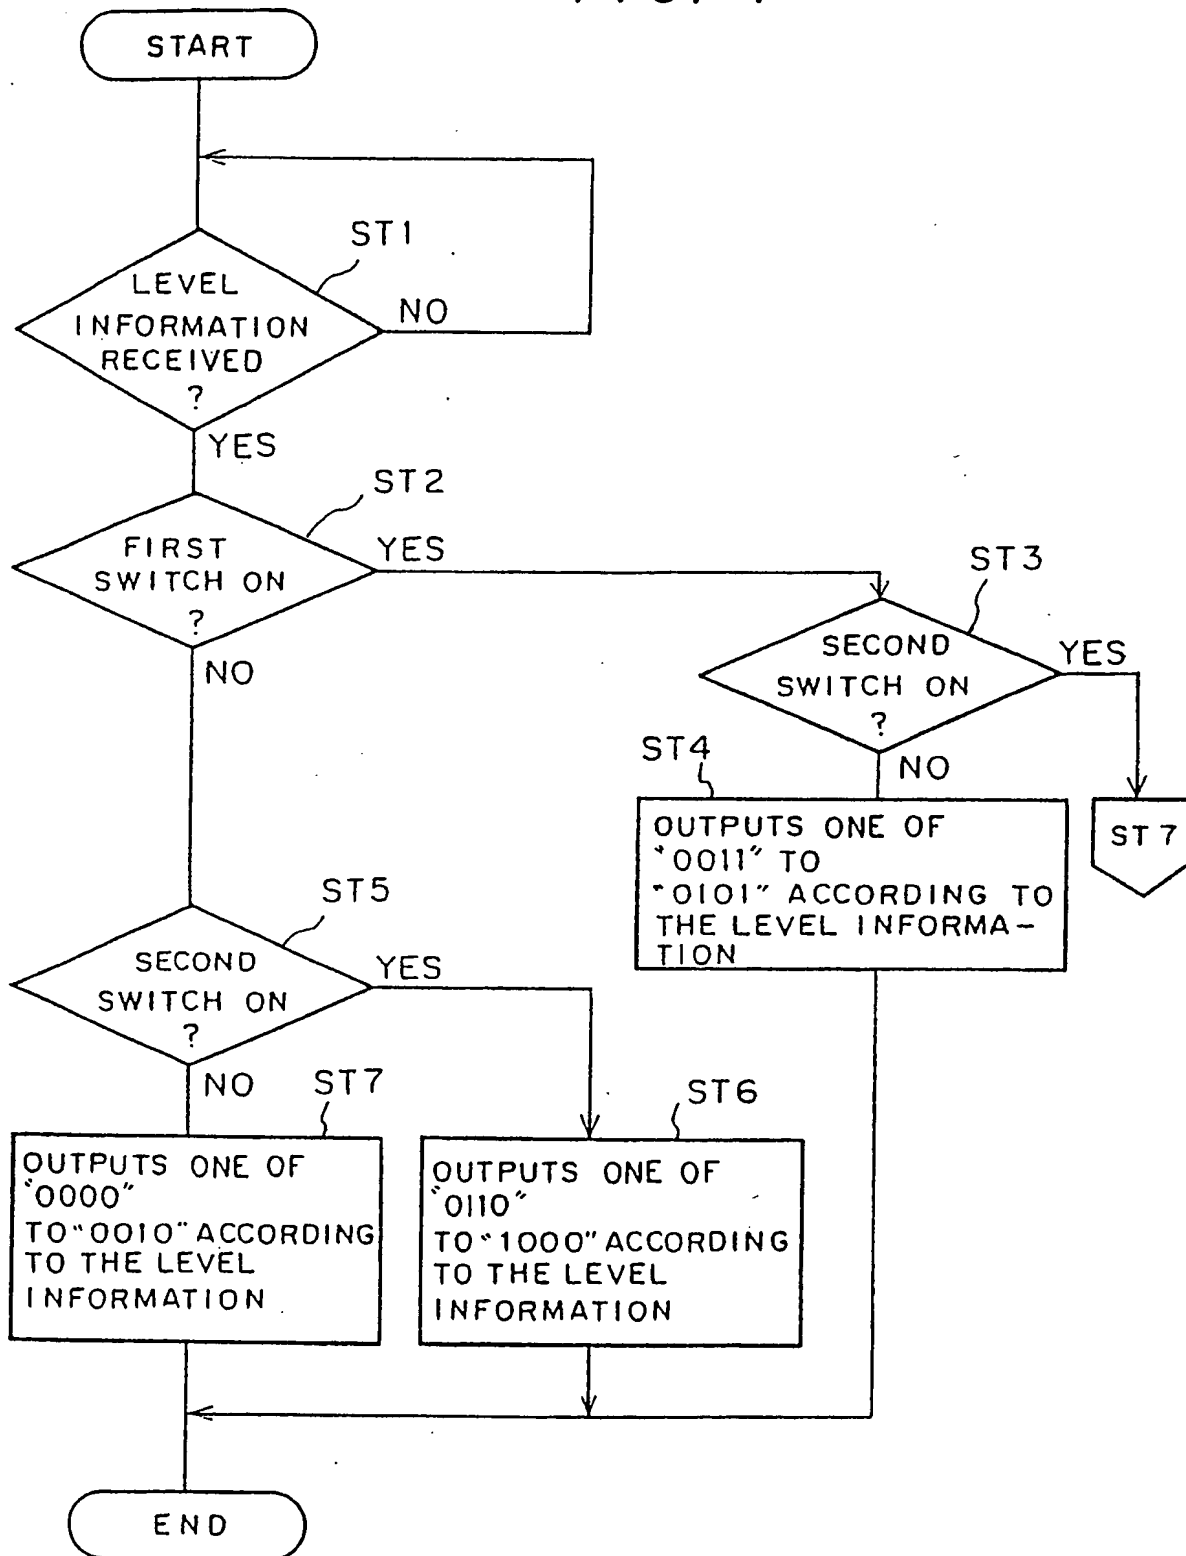 START
ST1
LEVEL
INFORMATION
RECEIVED
?
NO
YES
ST2
FIRST
SWITCH ON
?
YES
NO
ST3
SECOND
SWITCH ON
?
YES
NO
ST4
OUTPUTS ONE OF
"0011" TO
"0101" ACCORDING TO
THE LEVEL INFORMA-
TION
ST7
ST5
SECOND
SWITCH ON
?
YES
NO
ST7
OUTPUTS ONE OF
"0000"
TO "0010" ACCORDING
TO THE LEVEL
INFORMATION
ST6
OUTPUTS ONE OF
"0110"
TO "1000" ACCORDING
TO THE LEVEL
INFORMATION
END